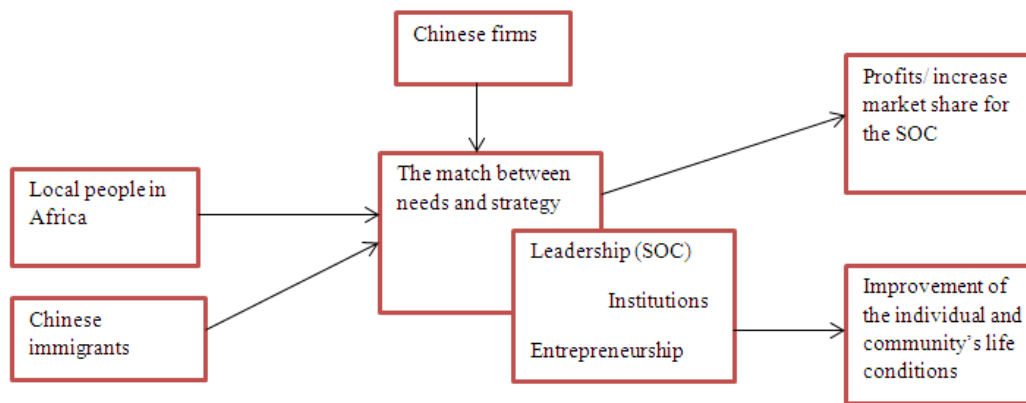 Chinese firms
Profits/ increase
market share for
the SOC
The match between
needs and strategy
Local people in
Africa
Leadership (SOC)
Institutions
Entrepreneurship
Chinese
immigrants
Improvement of
the individual and
community’s life
conditions